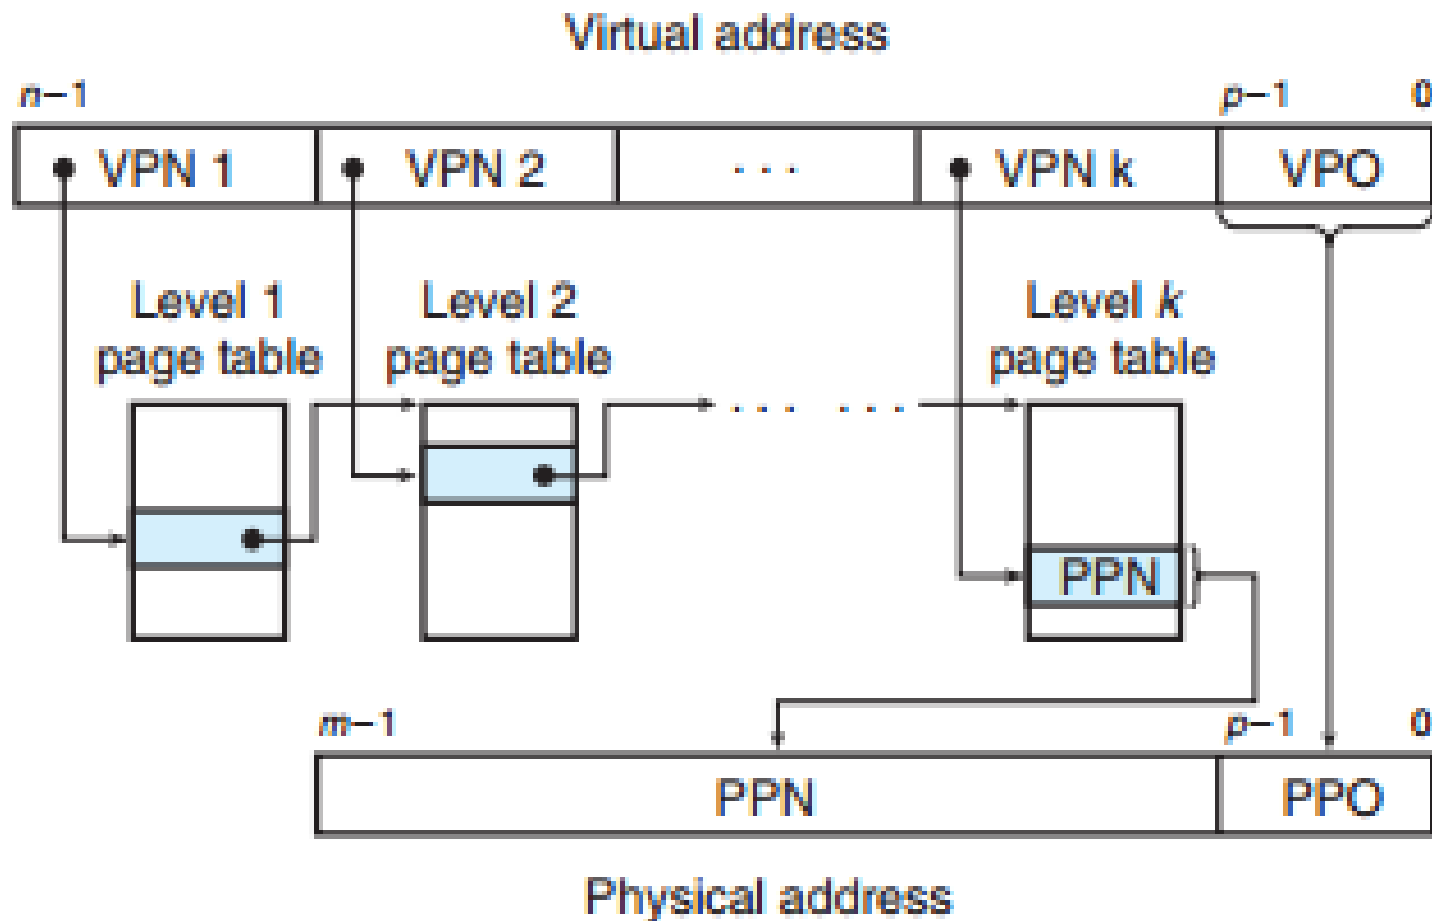 Virtual address
n−1 p−1 0
VPN 1 VPN 2 · · · VPN k VPO
Level 1 Level 2 Level k
page table page table page table
· · · · · ·
PPN
m−1 p−1 0
PPN PPO
Physical address